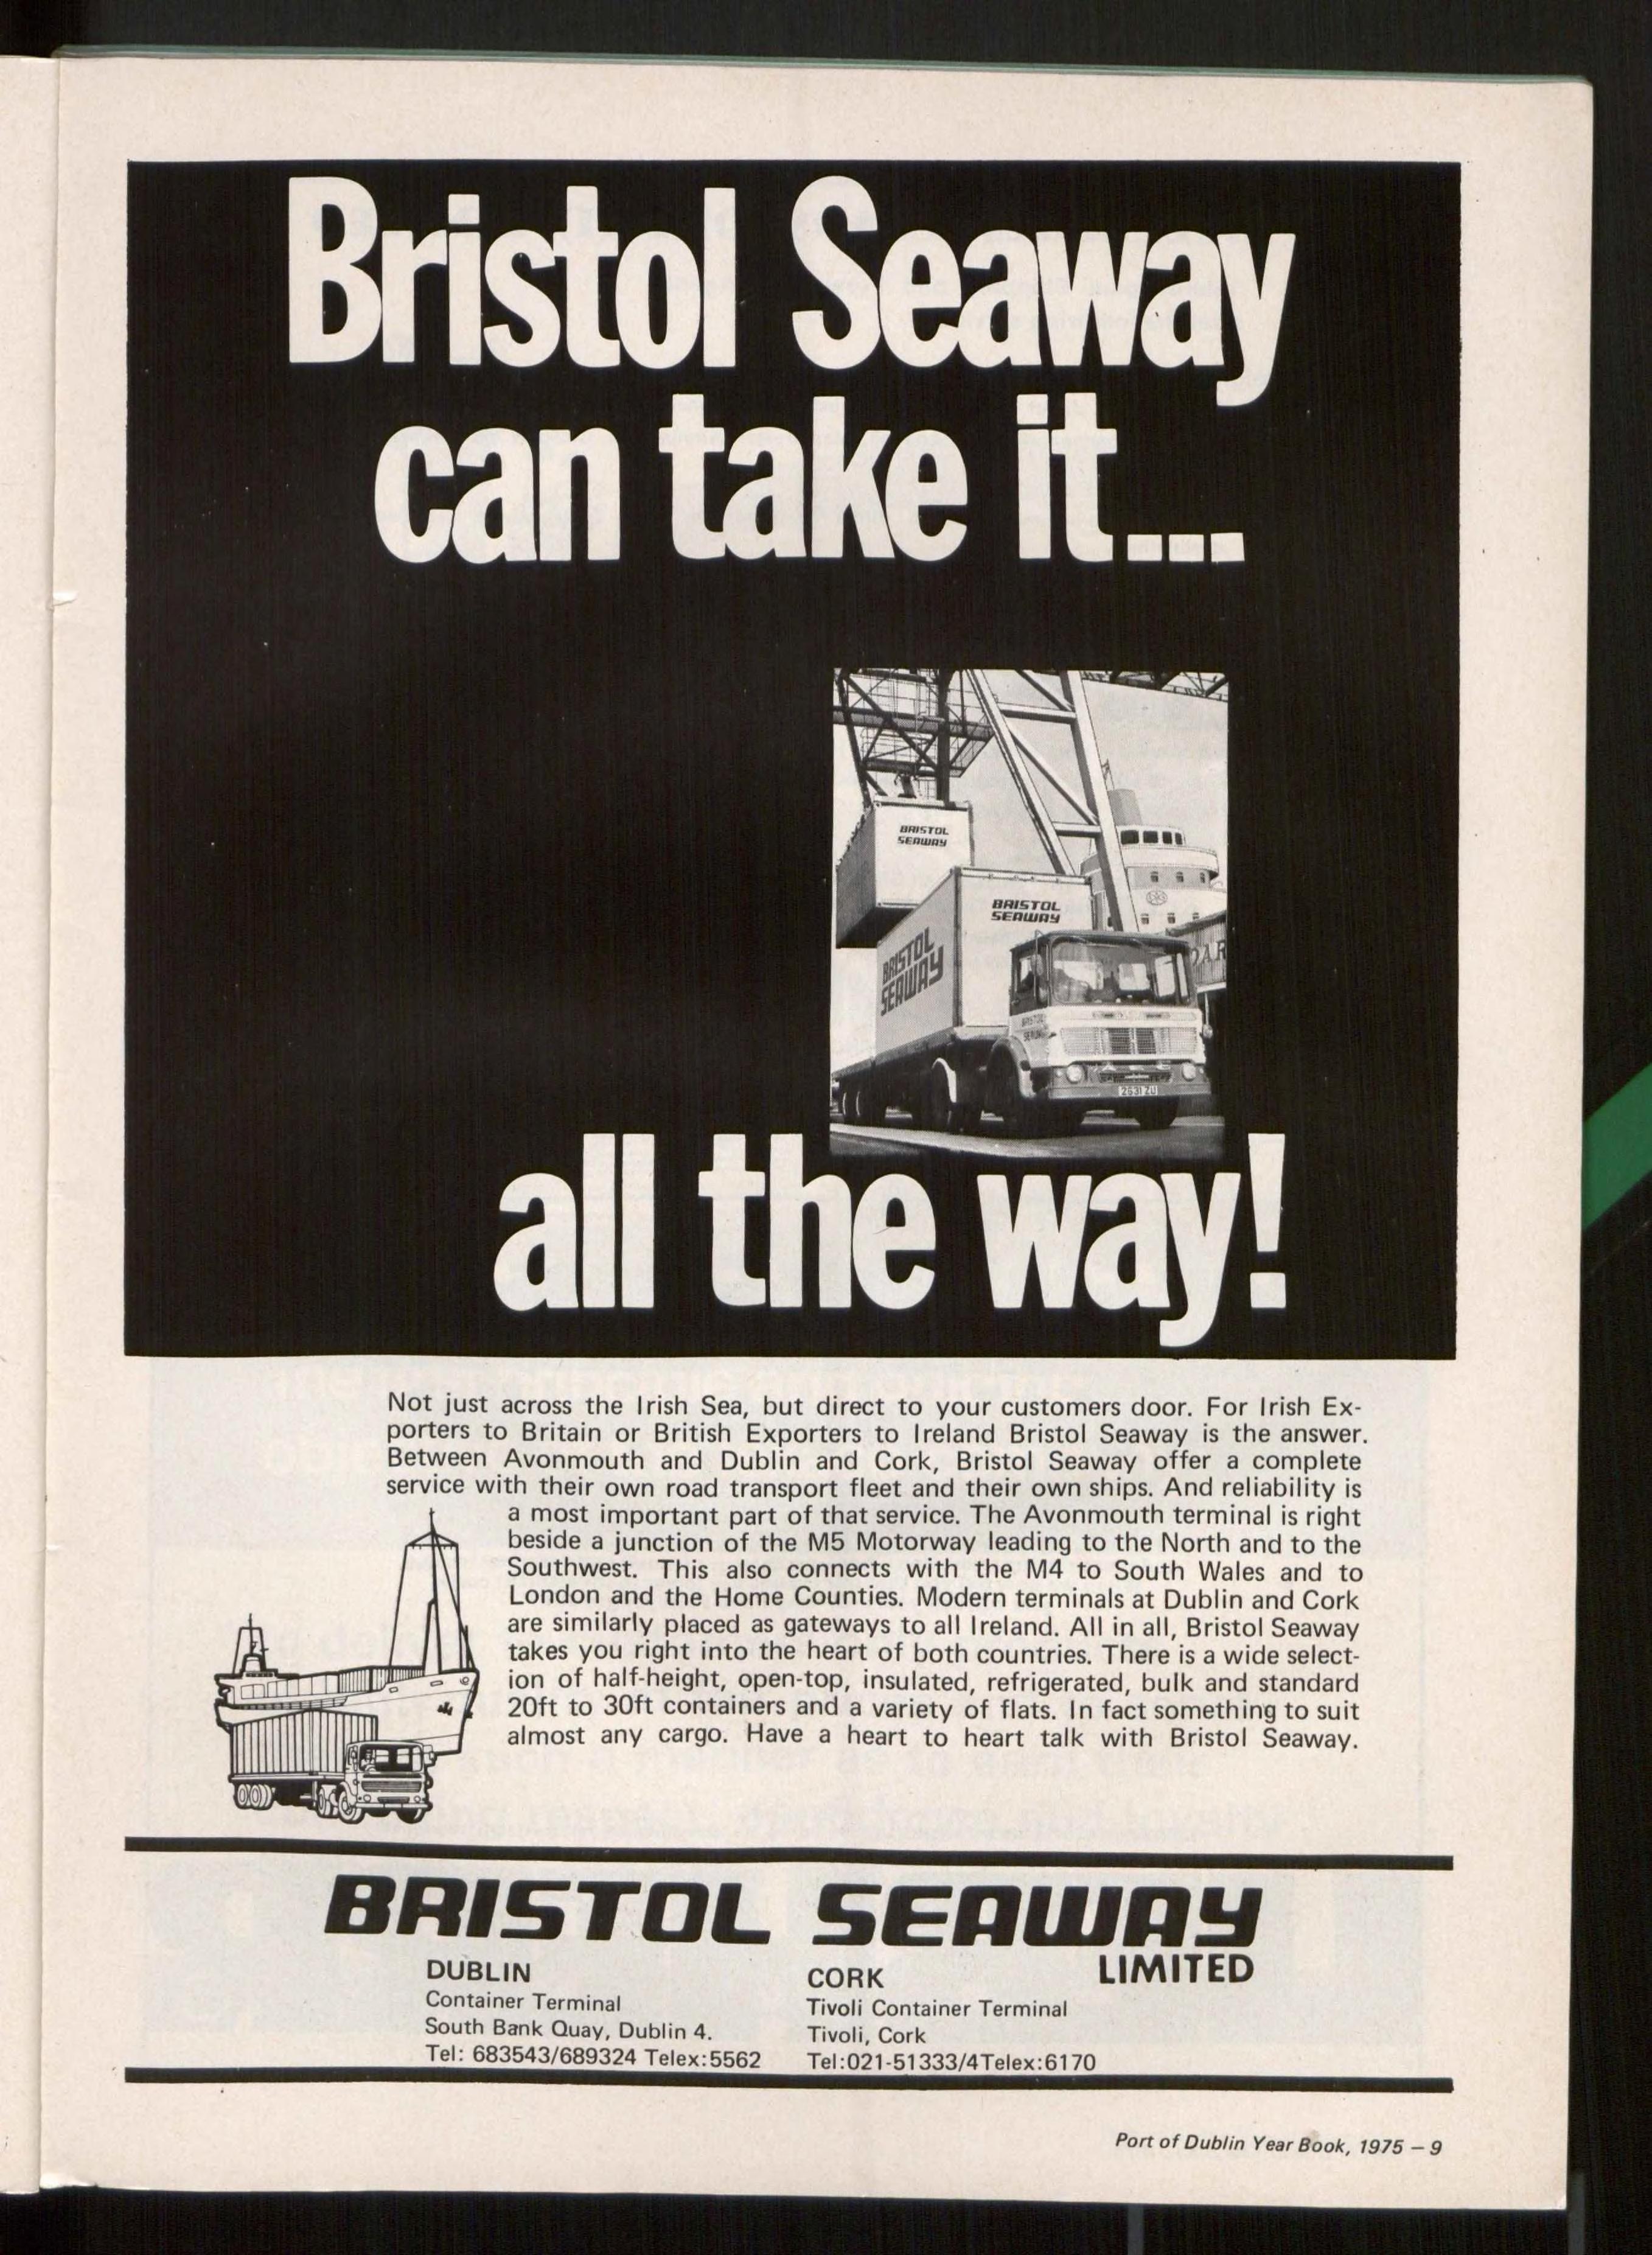 Bristol Seaway
can take it...
BRISTOL
SEAWAY
BRISTOL
SEAWAY
BRISTOL
SEAWAY
2631 ZU
all the way!
Not just across the Irish Sea, but direct to your customers door. For Irish Ex-
porters to Britain or British Exporters to Ireland Bristol Seaway is the answer.
Between Avonmouth and Dublin and Cork, Bristol Seaway offer a complete
service with their own road transport fleet and their own ships. And reliability is
a most important part of that service. The Avonmouth terminal is right
beside a junction of the M5 Motorway leading to the North and to the
Southwest. This also connects with the M4 to South Wales and to
London and the Home Counties. Modern terminals at Dublin and Cork
are similarly placed as gateways to all Ireland. All in all, Bristol Seaway
takes you right into the heart of both countries. There is a wide select-
ion of half-height, open-top, insulated, refrigerated, bulk and standard
20ft to 30ft containers and a variety of flats. In fact something to suit
almost any cargo. Have a heart to heart talk with Bristol Seaway.
BRISTOL SEAWAY
LIMITED
DUBLIN
Container Terminal
South Bank Quay, Dublin 4.
Tel: 683543/689324 Telex:5562
CORK
Tivoli Container Terminal
Tivoli, Cork
Tel:021-51333/4Telex:6170
Port of Dublin Year Book, 1975 – 9